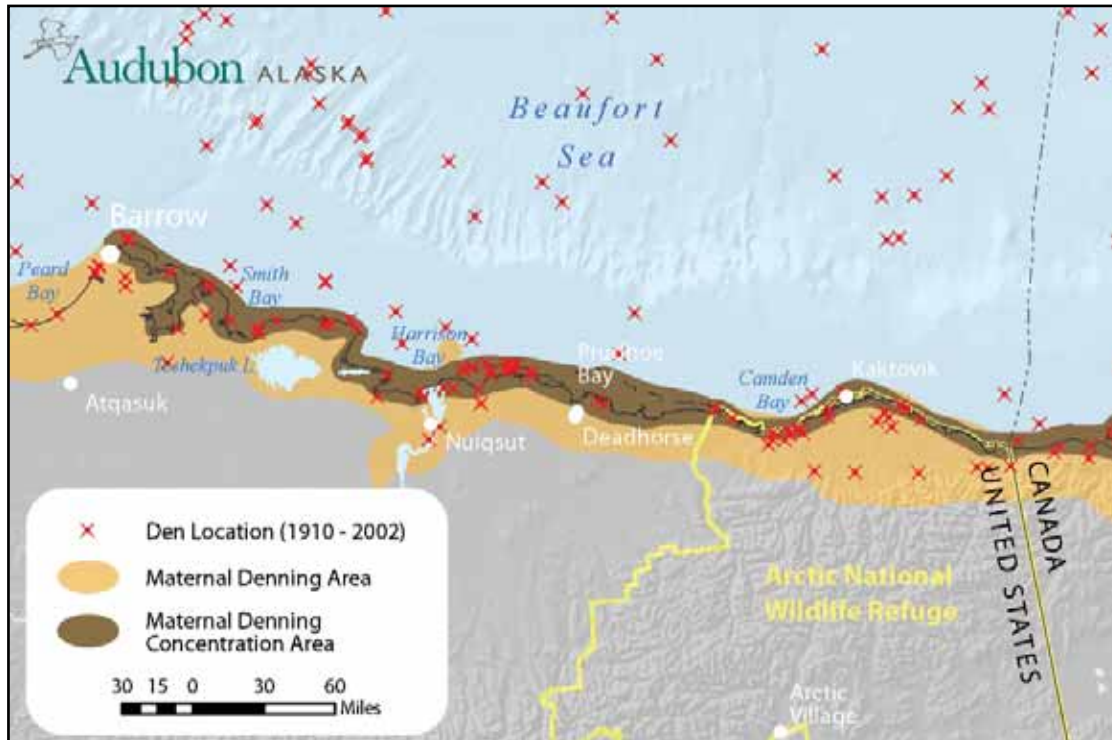 Audubon ALASKA
Beaufort
Sea
Barrow
Peard
Bay
Smith
Bay
Harrison
Bay
Teshekpuk L.
Prudhoe
Bay
Camden
Bay
Kaktovik
Atqasuk
Nuiqsut
Deadhorse
CANADA
UNITED STATES
Arctic National
Wildlife Refuge
Arctic
Village
Den Location (1910 - 2002)
Maternal Denning Area
Maternal Denning
Concentration Area
30 15 0 30 60
Miles